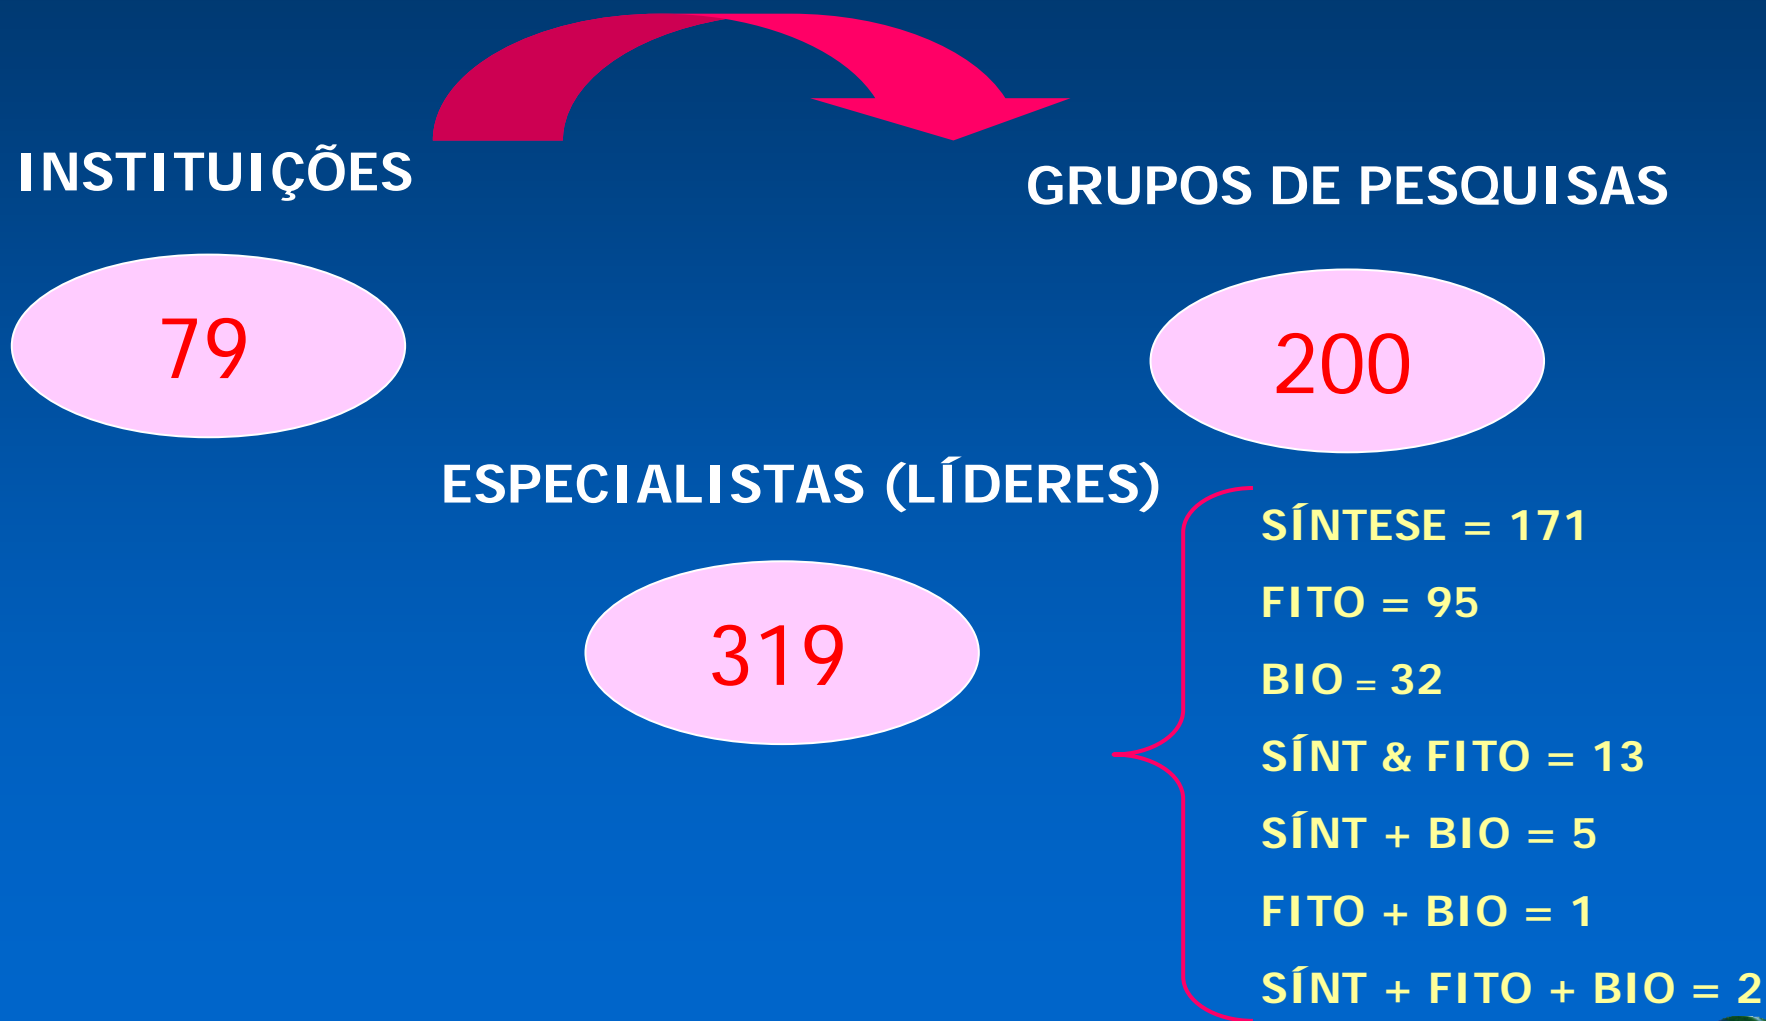 INSTITUIÇÕES
GRUPOS DE PESQUISAS
79
200
ESPECIALISTAS (LÍDERES)
319
SÍNTESE = 171
FITO = 95
BIO = 32
SÍNT & FITO = 13
SÍNT + BIO = 5
FITO + BIO = 1
SÍNT + FITO + BIO = 2